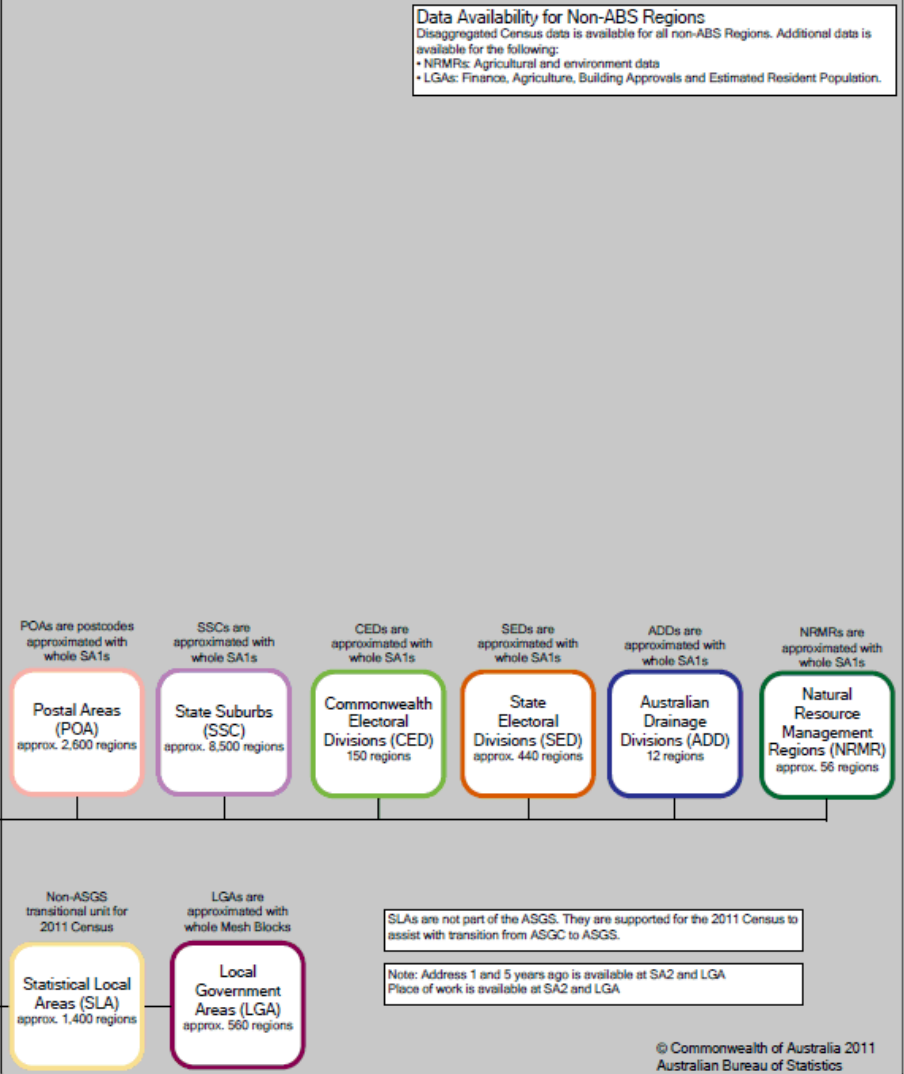 Data Availability for Non-ABS Regions
Disaggregated Census data is available for all non-ABS Regions. Additional data is
available for the following:
• NRMRs: Agricultural and environment data
• LGAs: Finance, Agriculture, Building Approvals and Estimated Resident Population.
POAs are postcodes
approximated with
whole SA1s
Postal Areas
(POA)
approx. 2,600 regions
SSCs are
approximated with
whole SA1s
State Suburbs
(SSC)
approx. 8,500 regions
CEDs are
approximated with
whole SA1s
Commonwealth
Electoral
Divisions (CED)
150 regions
SEDs are
approximated with
whole SA1s
State
Electoral
Divisions (SED)
approx. 440 regions
ADDs are
approximated with
whole SA1s
Australian
Drainage
Divisions (ADD)
12 regions
NRMRs are
approximated with
whole SA1s
Natural
Resource
Management
Regions (NRMR)
approx. 56 regions
Non-ASGS
transitional unit for
2011 Census
Statistical Local
Areas (SLA)
approx. 1,400 regions
LGAs are
approximated with
whole Mesh Blocks
Local
Government
Areas (LGA)
approx. 560 regions
SLAs are not part of the ASGS. They are supported for the 2011 Census to
assist with transition from ASGC to ASGS.
Note: Address 1 and 5 years ago is available at SA2 and LGA
Place of work is available at SA2 and LGA
© Commonwealth of Australia 2011
Australian Bureau of Statistics